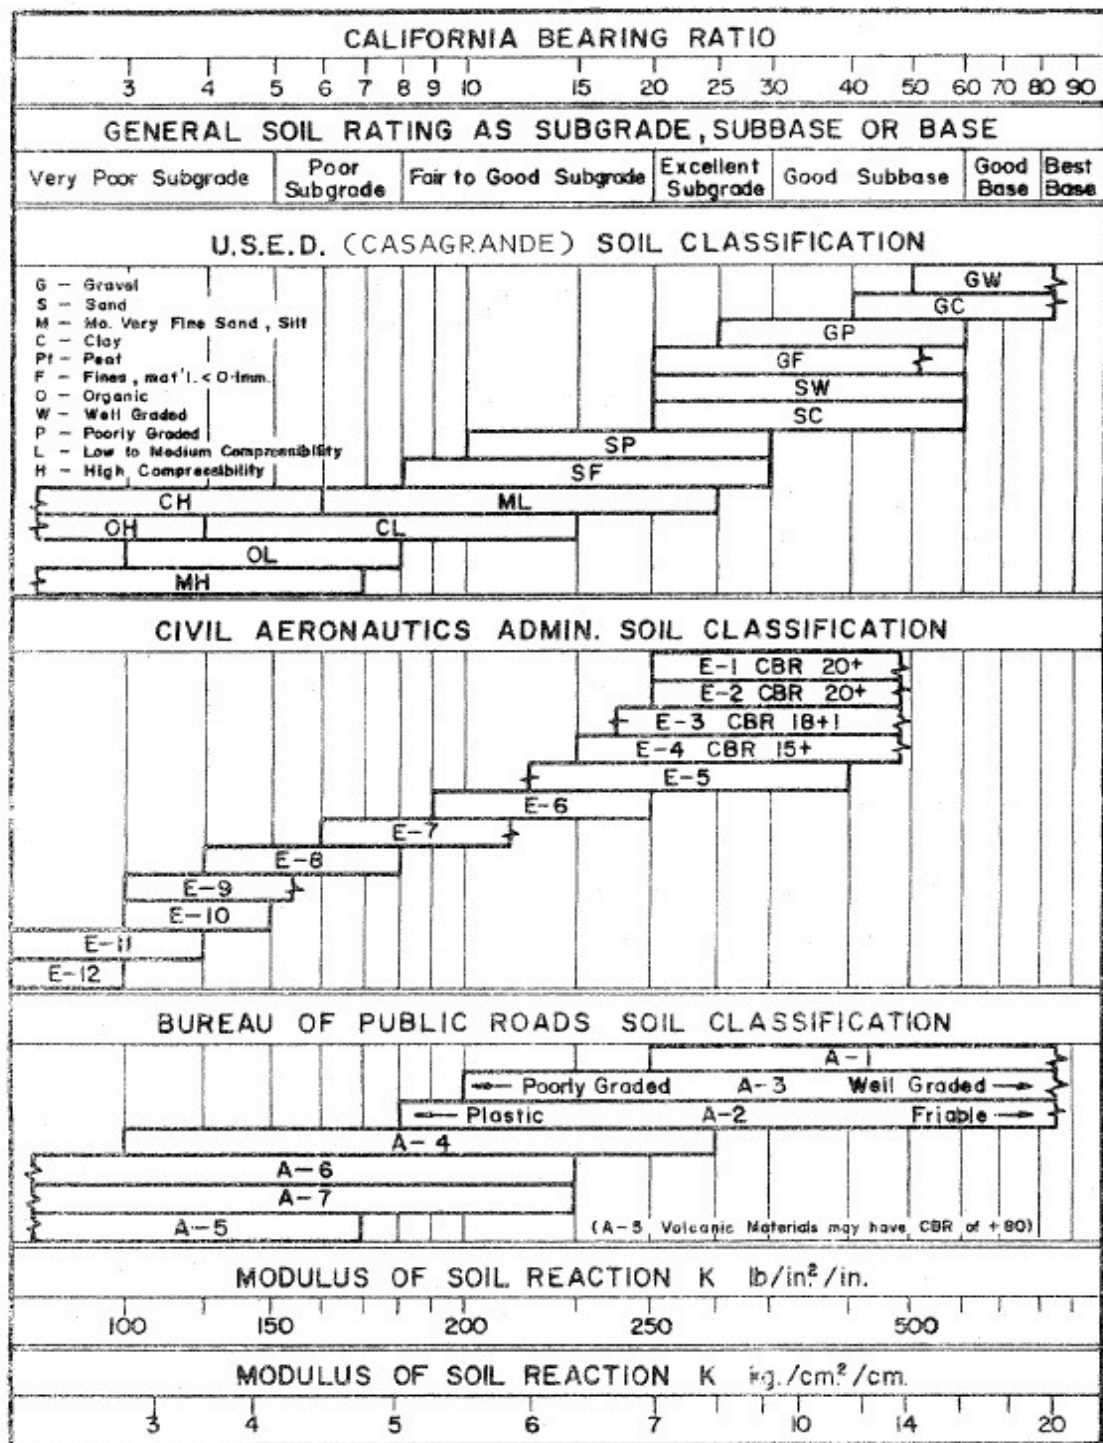 CALIFORNIA BEARING RATIO
3 4 5 6 7 8 9 10 15 20 25 30 40 50 60 70 80 90
GENERAL SOIL RATING AS SUBGRADE, SUBBASE OR BASE
Very Poor Subgrade
Poor
Subgrade
Fair to Good Subgrade
Excellent
Subgrade
Good Subbase
Good
Base
Best
Base
U.S.E.D. (CASAGRANDE) SOIL CLASSIFICATION
G – Gravel
S – Sand
M – Mo. Very Fine Sand, Silt
C – Clay
Pt – Peat
F – Fines, mat'l. < 0·1mm.
O – Organic
W – Well Graded
P – Poorly Graded
L – Low to Medium Compressibility
H – High Compressibility
GW
GC
GP
GF
SW
SC
SP
SF
CH ML
OH CL
OL
MH
CIVIL AERONAUTICS ADMIN. SOIL CLASSIFICATION
E-1 CBR 20+
E-2 CBR 20+
E-3 CBR 18+1
E-4 CBR 15+
E-5
E-6
E-7
E-8
E-9
E-10
E-11
E-12
BUREAU OF PUBLIC ROADS SOIL CLASSIFICATION
A-1
← Poorly Graded A-3 Well Graded →
← Plastic A-2 Friable →
A-4
A-6
A-7
A-5 (A-5 Volcanic Materials may have CBR of +80)
MODULUS OF SOIL REACTION K lb/in.²/in.
100 150 200 250 500
MODULUS OF SOIL REACTION K kg./cm²/cm.
3 4 5 6 7 10 14 20